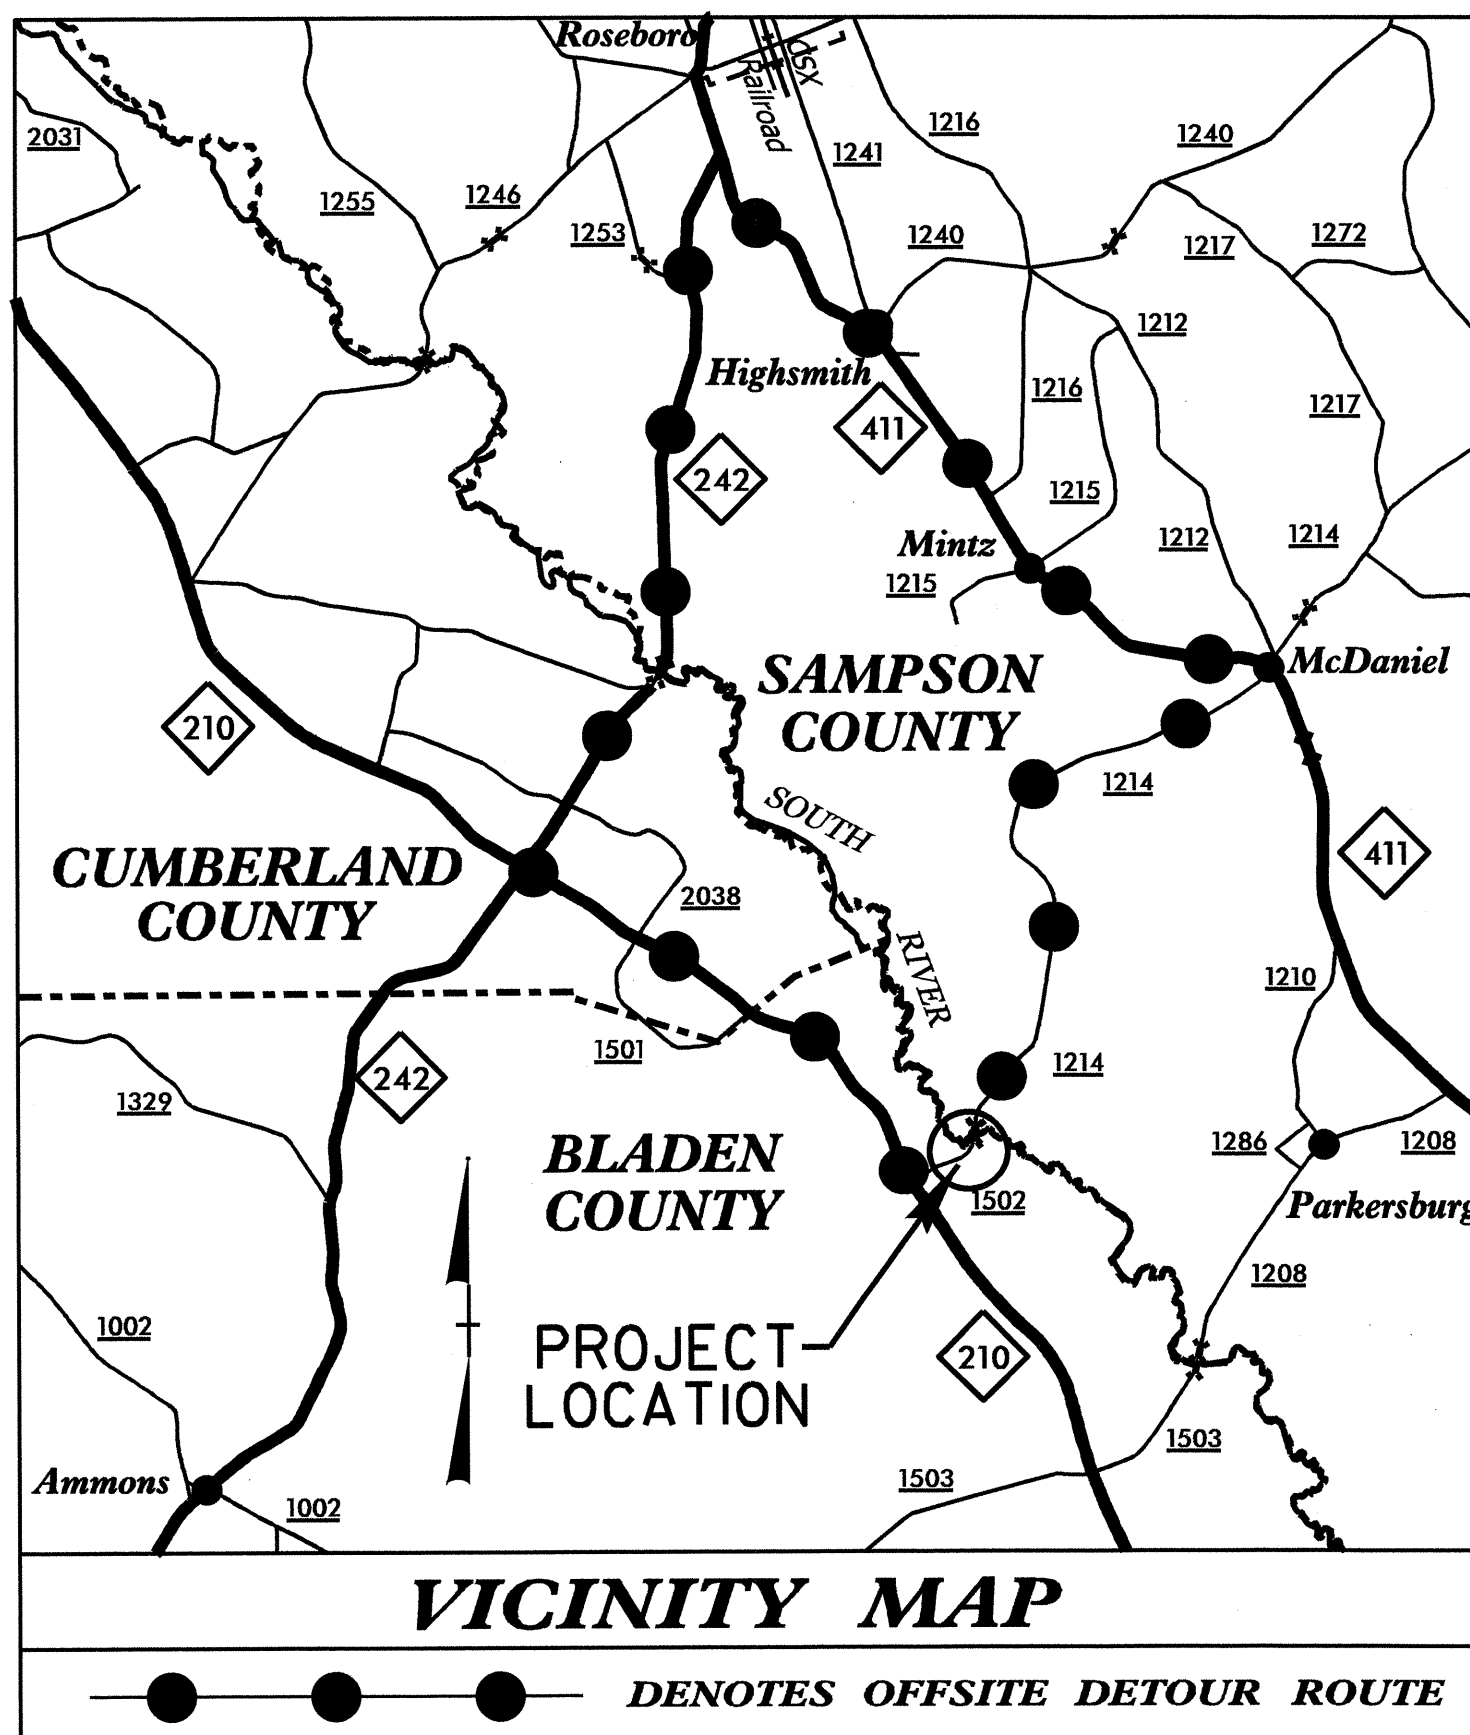 Roseboro
CSX
Railroad
2031
1216
1240
1241
1255
1246
1253
1240
1217
1272
1212
Highsmith
411
1216
1217
242
1215
Mintz
1212
1214
1215
SAMPSON
COUNTY
McDaniel
210
1214
SOUTH
RIVER
411
CUMBERLAND
COUNTY
2038
1210
1501
242
1214
1329
BLADEN
COUNTY
1286
1208
1502
Parkersburg
1208
1002
PROJECT
LOCATION
210
1503
1503
Ammons
1002
VICINITY MAP
DENOTES OFFSITE DETOUR ROUTE